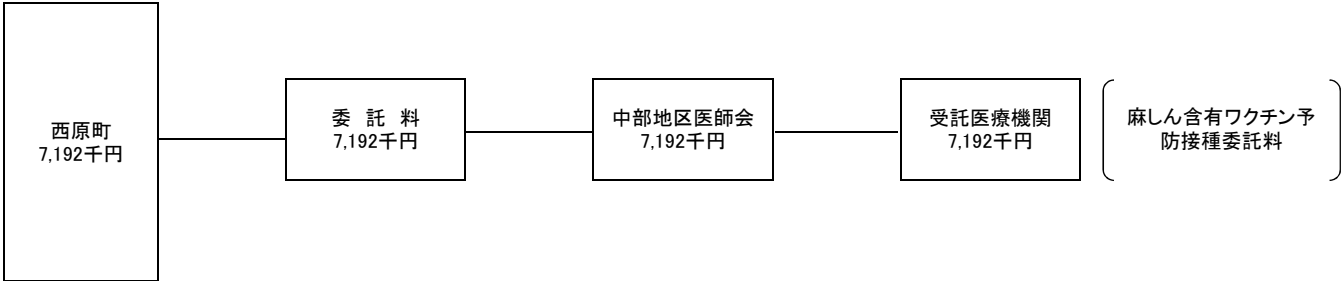 西原町
7,192千円
委　託　料
7,192千円
中部地区医師会
7,192千円
受託医療機関
7,192千円
麻しん含有ワクチン予
防接種委託料